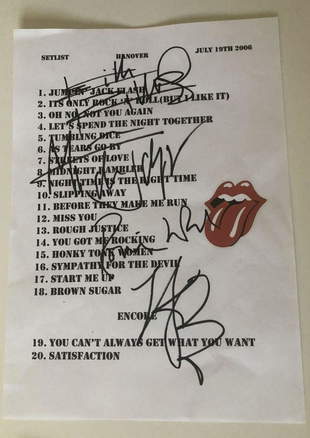 SETLIST HANOVER JULY 19TH 2006
1. JUMPIN' JACK FLASH
2. ITS ONLY ROCK 'N ROLL(BUT I LIKE IT)
3. OH NO NOT YOU AGAIN
4. LET'S SPEND THE NIGHT TOGETHER
5. TUMBLING DICE
6. AS TEARS GO BY
7. STREETS OF LOVE
8. MIDNIGHT RAMBLER
9. NIGHT TIME IS THE RIGHT TIME
10. SLIPPING AWAY
11. BEFORE THEY MAKE ME RUN
12. MISS YOU
13. ROUGH JUSTICE
14. YOU GOT ME ROCKING
15. HONKY TONK WOMEN
16. SYMPATHY FOR THE DEVIL
17. START ME UP
18. BROWN SUGAR
ENCORE
19. YOU CAN'T ALWAYS GET WHAT YOU WANT
20. SATISFACTION